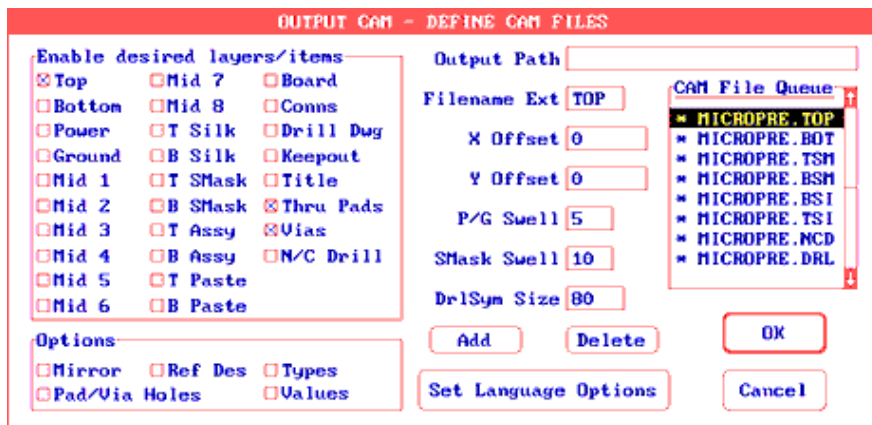 OUTPUT CAM - DEFINE CAM FILES
Enable desired layers/items
Top Mid 7 Board
Bottom Mid 8 Conns
Power T Silk Drill Dwg
Ground B Silk Keepout
Mid 1 T SMask Title
Mid 2 B SMask Thru Pads
Mid 3 T Assy Vias
Mid 4 B Assy N/C Drill
Mid 5 T Paste
Mid 6 B Paste
Options
Mirror Ref Des Types
Pad/Via Holes Values
Output Path
Filename Ext TOP
X Offset 0
Y Offset 0
P/G Swell 5
SMask Swell 10
DrlSym Size 80
Add Delete
Set Language Options
CAM File Queue
* MICROPRE.TOP
* MICROPRE.BOT
* MICROPRE.TSM
* MICROPRE.BSM
* MICROPRE.BSI
* MICROPRE.TSI
* MICROPRE.NCD
* MICROPRE.DRL
OK
Cancel